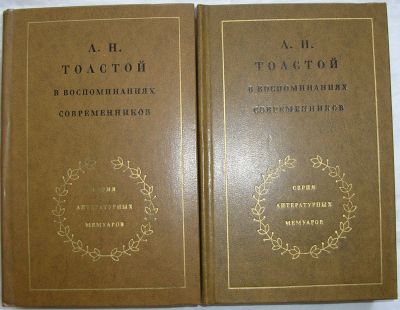 Л. Н.
ТОЛСТОЙ
В ВОСПОМИНАНИЯХ
СОВРЕМЕННИКОВ
СЕРИЯ
ЛИТЕРАТУРНЫХ
МЕМУАРОВ
Л. Н.
ТОЛСТОЙ
В ВОСПОМИНАНИЯХ
СОВРЕМЕННИКОВ
СЕРИЯ
ЛИТЕРАТУРНЫХ
МЕМУАРОВ